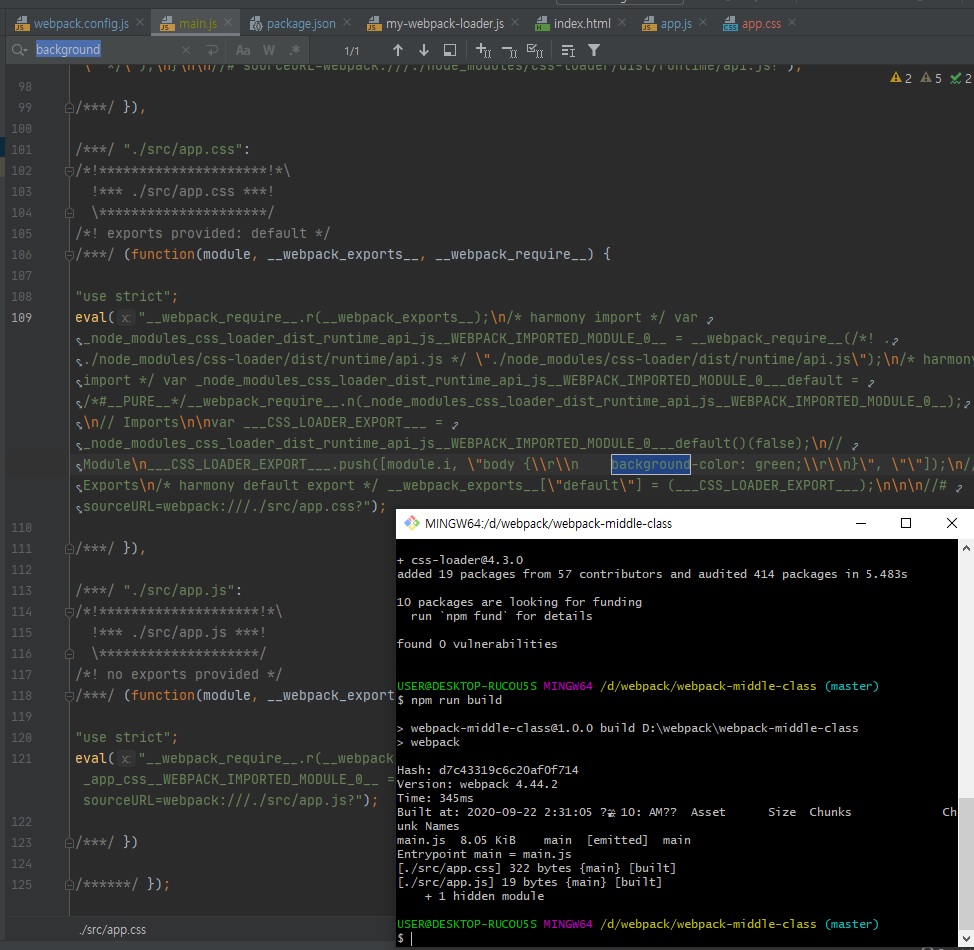 webpack.config.js
main.js
package.json
my-webpack-loader.js
index.html
app.js
app.css
background
Aa W .*
1/1
\" */\");\n}\n\n//# sourceURL=webpack:///./node_modules/css-loader/dist/runtime/api.js?");
2 5 2
98
99 /***/ }),
100
101 /***/ "./src/app.css":
102 /*!*********************!*\
103 !*** ./src/app.css ***!
104 \*********************/
105 /*! exports provided: default */
106 /***/ (function(module, __webpack_exports__, __webpack_require__) {
107
108 "use strict";
109 eval( x: "__webpack_require__.r(__webpack_exports__);\n/* harmony import */ var
_node_modules_css_loader_dist_runtime_api_js__WEBPACK_IMPORTED_MODULE_0__ = __webpack_require__(/*! .
./node_modules/css-loader/dist/runtime/api.js */ \"./node_modules/css-loader/dist/runtime/api.js\");\n/* harmony
import */ var _node_modules_css_loader_dist_runtime_api_js__WEBPACK_IMPORTED_MODULE_0___default =
/*#__PURE__*/__webpack_require__.n(_node_modules_css_loader_dist_runtime_api_js__WEBPACK_IMPORTED_MODULE_0__);
\n// Imports\n\nvar ___CSS_LOADER_EXPORT___ =
_node_modules_css_loader_dist_runtime_api_js__WEBPACK_IMPORTED_MODULE_0___default()(false);\n//
Module\n___CSS_LOADER_EXPORT___.push([module.i, \"body {\\r\\n    background-color: green;\\r\\n}\", \"\"]);\n//
Exports\n/* harmony default export */ __webpack_exports__[\"default\"] = (___CSS_LOADER_EXPORT___);\n\n\n//#
sourceURL=webpack:///./src/app.css?");
110
111 /***/ }),
112
113 /***/ "./src/app.js":
114 /*!********************!*\
115 !*** ./src/app.js ***!
116 \********************/
117 /*! no exports provided */
118 /***/ (function(module, __webpack_export
119
120 "use strict";
121 eval( x: "__webpack_require__.r(__webpack
_app_css__WEBPACK_IMPORTED_MODULE_0__ =
sourceURL=webpack:///./src/app.js?");
122
123 /***/ })
124
125 /******/ });
./src/app.css
MINGW64:/d/webpack/webpack-middle-class
+ css-loader@4.3.0
added 19 packages from 57 contributors and audited 414 packages in 5.483s
10 packages are looking for funding
run `npm fund` for details
found 0 vulnerabilities
USER@DESKTOP-RUCOU5S MINGW64 /d/webpack/webpack-middle-class (master)
$ npm run build
> webpack-middle-class@1.0.0 build D:\webpack\webpack-middle-class
> webpack
Hash: d7c43319c6c20af0f714
Version: webpack 4.44.2
Time: 345ms
Built at: 2020-09-22 2:31:05 10: AM?? Asset Size Chunks Ch
unk Names
main.js 8.05 KiB main [emitted] main
Entrypoint main = main.js
[./src/app.css] 322 bytes {main} [built]
[./src/app.js] 19 bytes {main} [built]
+ 1 hidden module
USER@DESKTOP-RUCOU5S MINGW64 /d/webpack/webpack-middle-class (master)
$